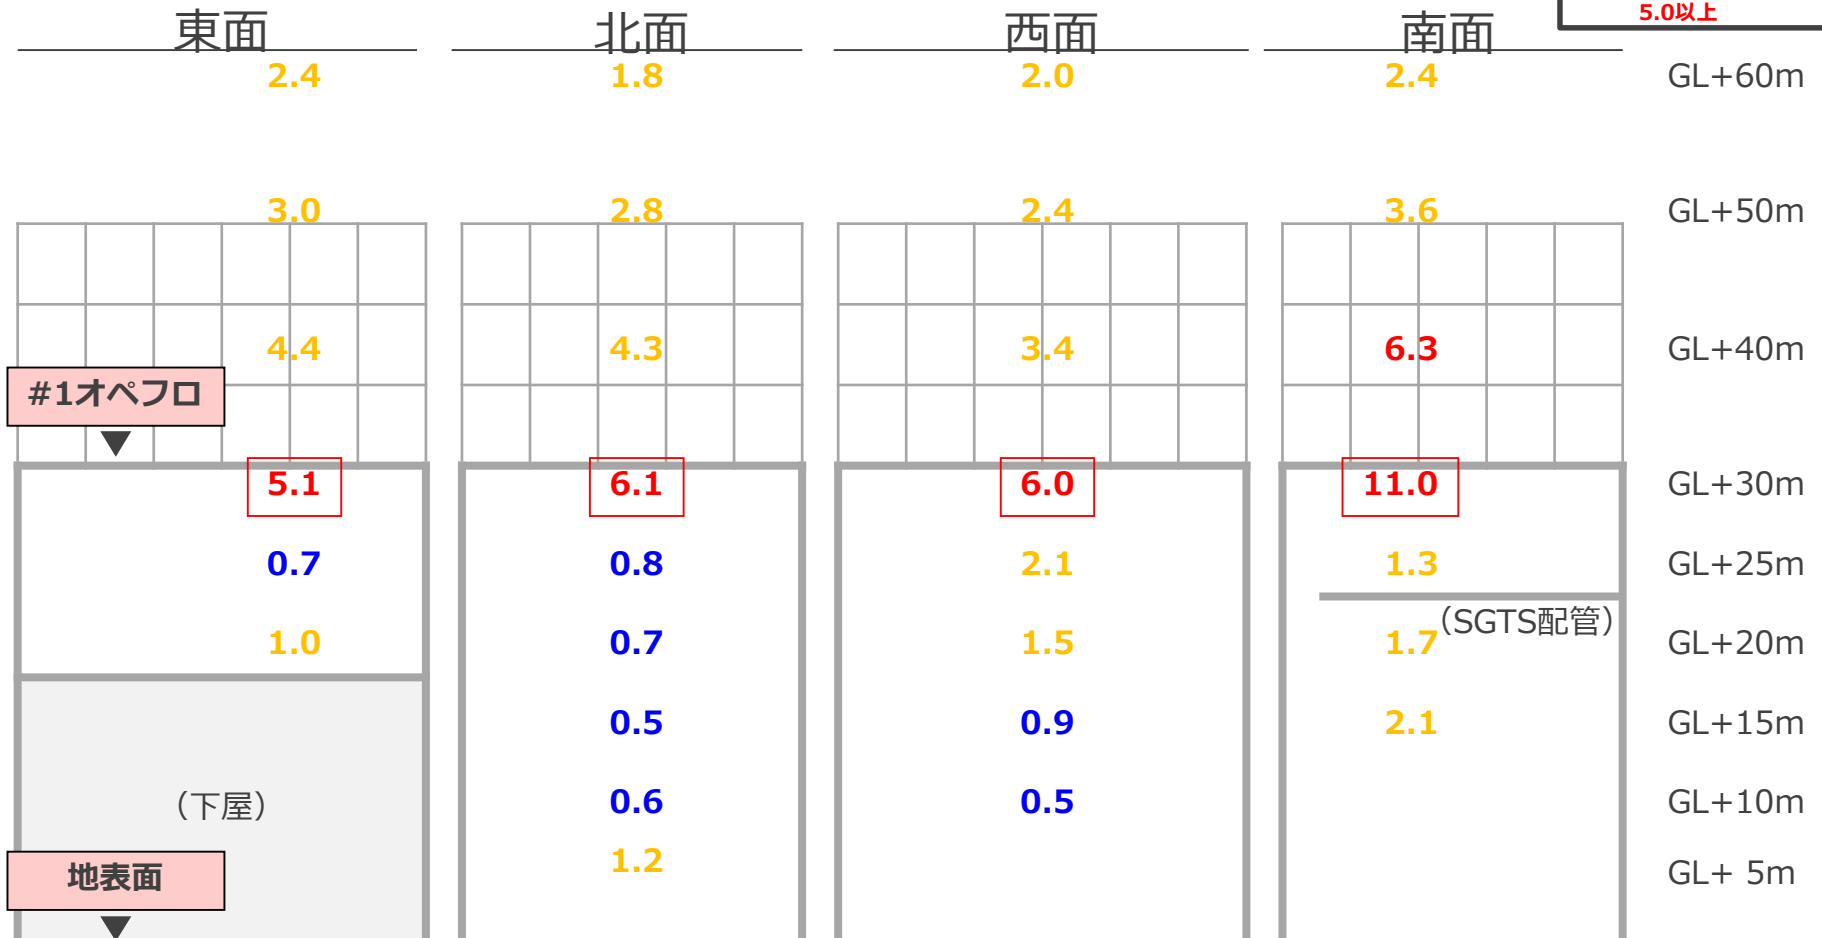 5.0以上
東面 北面 西面 南面
2.4 1.8 2.0 2.4 GL+60m
3.0 2.8 2.4 3.6 GL+50m
4.4 4.3 3.4 6.3 GL+40m
#1オペフロ
5.1 6.1 6.0 11.0 GL+30m
0.7 0.8 2.1 1.3 GL+25m
（SGTS配管）
1.0 0.7 1.5 1.7 GL+20m
0.5 0.9 2.1 GL+15m
（下屋） 0.6 0.5 GL+10m
1.2 GL+ 5m
地表面